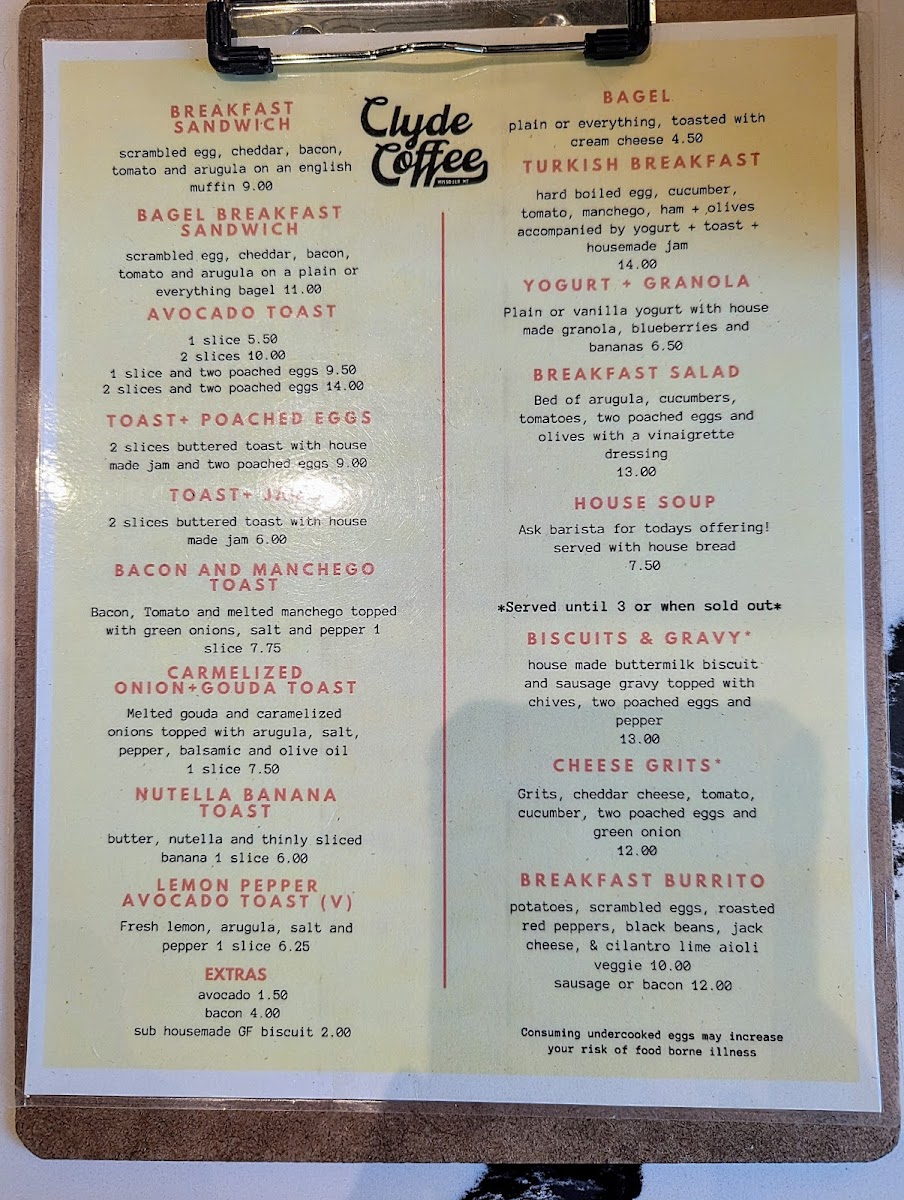 Clyde
Coffee
MISSOULA MT
BREAKFAST
SANDWICH
scrambled egg, cheddar, bacon,
tomato and arugula on an english
muffin 9.00
BAGEL BREAKFAST
SANDWICH
scrambled egg, cheddar, bacon,
tomato and arugula on a plain or
everything bagel 11.00
AVOCADO TOAST
1 slice 5.50
2 slices 10.00
1 slice and two poached eggs 9.50
2 slices and two poached eggs 14.00
TOAST+ POACHED EGGS
2 slices buttered toast with house
made jam and two poached eggs 9.00
TOAST+ JAM
2 slices buttered toast with house
made jam 6.00
BACON AND MANCHEGO
TOAST
Bacon, Tomato and melted manchego topped
with green onions, salt and pepper 1
slice 7.75
CARMELIZED
ONION+GOUDA TOAST
Melted gouda and caramelized
onions topped with arugula, salt,
pepper, balsamic and olive oil
1 slice 7.50
NUTELLA BANANA
TOAST
butter, nutella and thinly sliced
banana 1 slice 6.00
LEMON PEPPER
AVOCADO TOAST (V)
Fresh lemon, arugula, salt and
pepper 1 slice 6.25
EXTRAS
avocado 1.50
bacon 4.00
sub housemade GF biscuit 2.00
BAGEL
plain or everything, toasted with
cream cheese 4.50
TURKISH BREAKFAST
hard boiled egg, cucumber,
tomato, manchego, ham + olives
accompanied by yogurt + toast +
housemade jam
14.00
YOGURT + GRANOLA
Plain or vanilla yogurt with house
made granola, blueberries and
bananas 6.50
BREAKFAST SALAD
Bed of arugula, cucumbers,
tomatoes, two poached eggs and
olives with a vinaigrette
dressing
13.00
HOUSE SOUP
Ask barista for todays offering!
served with house bread
7.50
*Served until 3 or when sold out*
BISCUITS & GRAVY*
house made buttermilk biscuit
and sausage gravy topped with
chives, two poached eggs and
pepper
13.00
CHEESE GRITS*
Grits, cheddar cheese, tomato,
cucumber, two poached eggs and
green onion
12.00
BREAKFAST BURRITO
potatoes, scrambled eggs, roasted
red peppers, black beans, jack
cheese, & cilantro lime aioli
veggie 10.00
sausage or bacon 12.00
Consuming undercooked eggs may increase
your risk of food borne illness